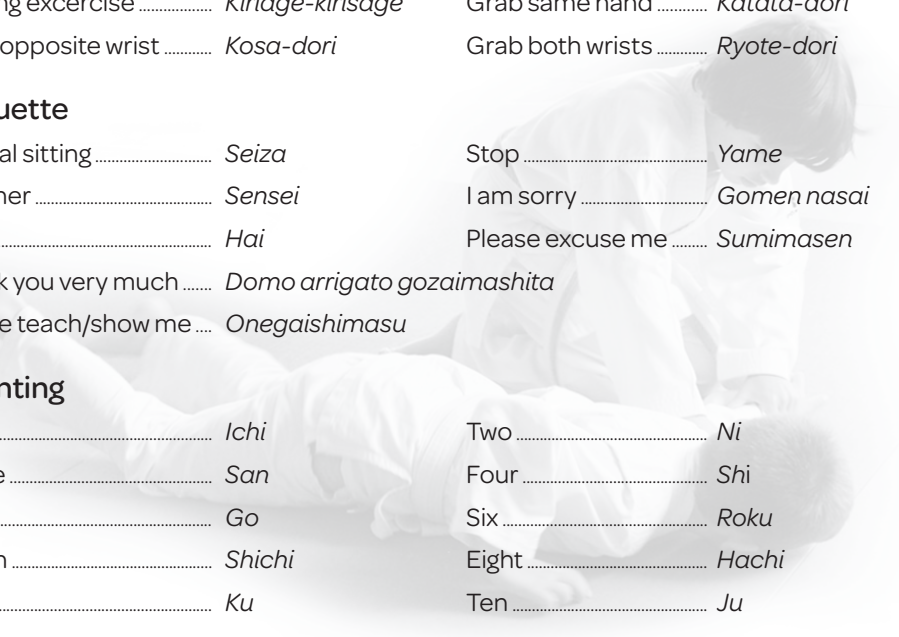 ng excercise ........ Kiriage-kirisage Grab same hand ........ Katata-dori
opposite wrist ........ Kosa-dori Grab both wrists ........ Ryote-dori
uette
al sitting ........ Seiza Stop ........ Yame
her ........ Sensei I am sorry ........ Gomen nasai
........ Hai Please excuse me ........ Sumimasen
k you very much ........ Domo arrigato gozaimashita
e teach/show me .... Onegaishimasu
nting
........ Ichi Two ........ Ni
e ........ San Four ........ Shi
........ Go Six ........ Roku
n ........ Shichi Eight ........ Hachi
........ Ku Ten ........ Ju